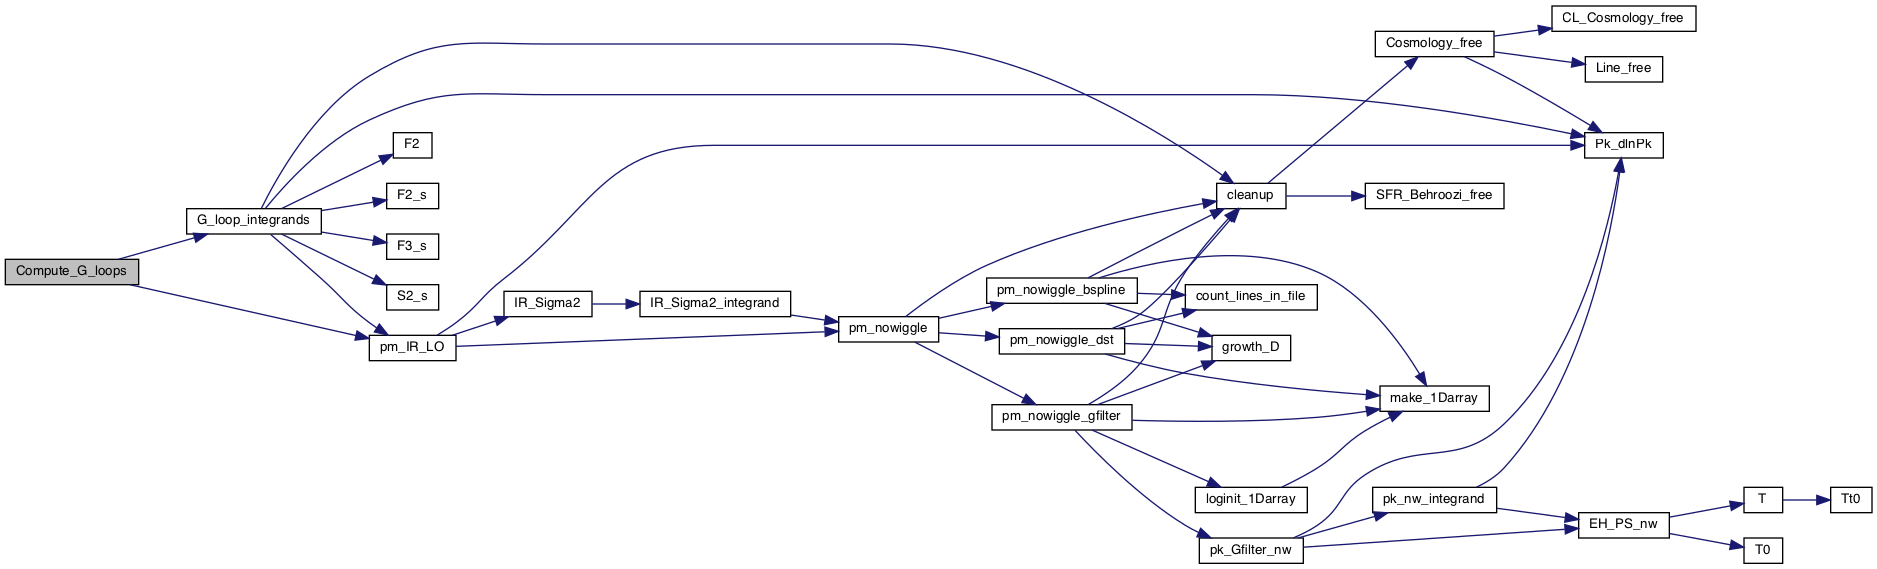 Compute_G_loops
G_loop_integrands
F2
F2_s
F3_s
S2_s
pm_IR_LO
IR_Sigma2
IR_Sigma2_integrand
pm_nowiggle
pm_nowiggle_bspline
pm_nowiggle_dst
pm_nowiggle_gfilter
cleanup
count_lines_in_file
growth_D
loginit_1Darray
pk_Gfilter_nw
Cosmology_free
SFR_Behroozi_free
make_1Darray
pk_nw_integrand
CL_Cosmology_free
Line_free
Pk_dlnPk
EH_PS_nw
T
T0
Tt0